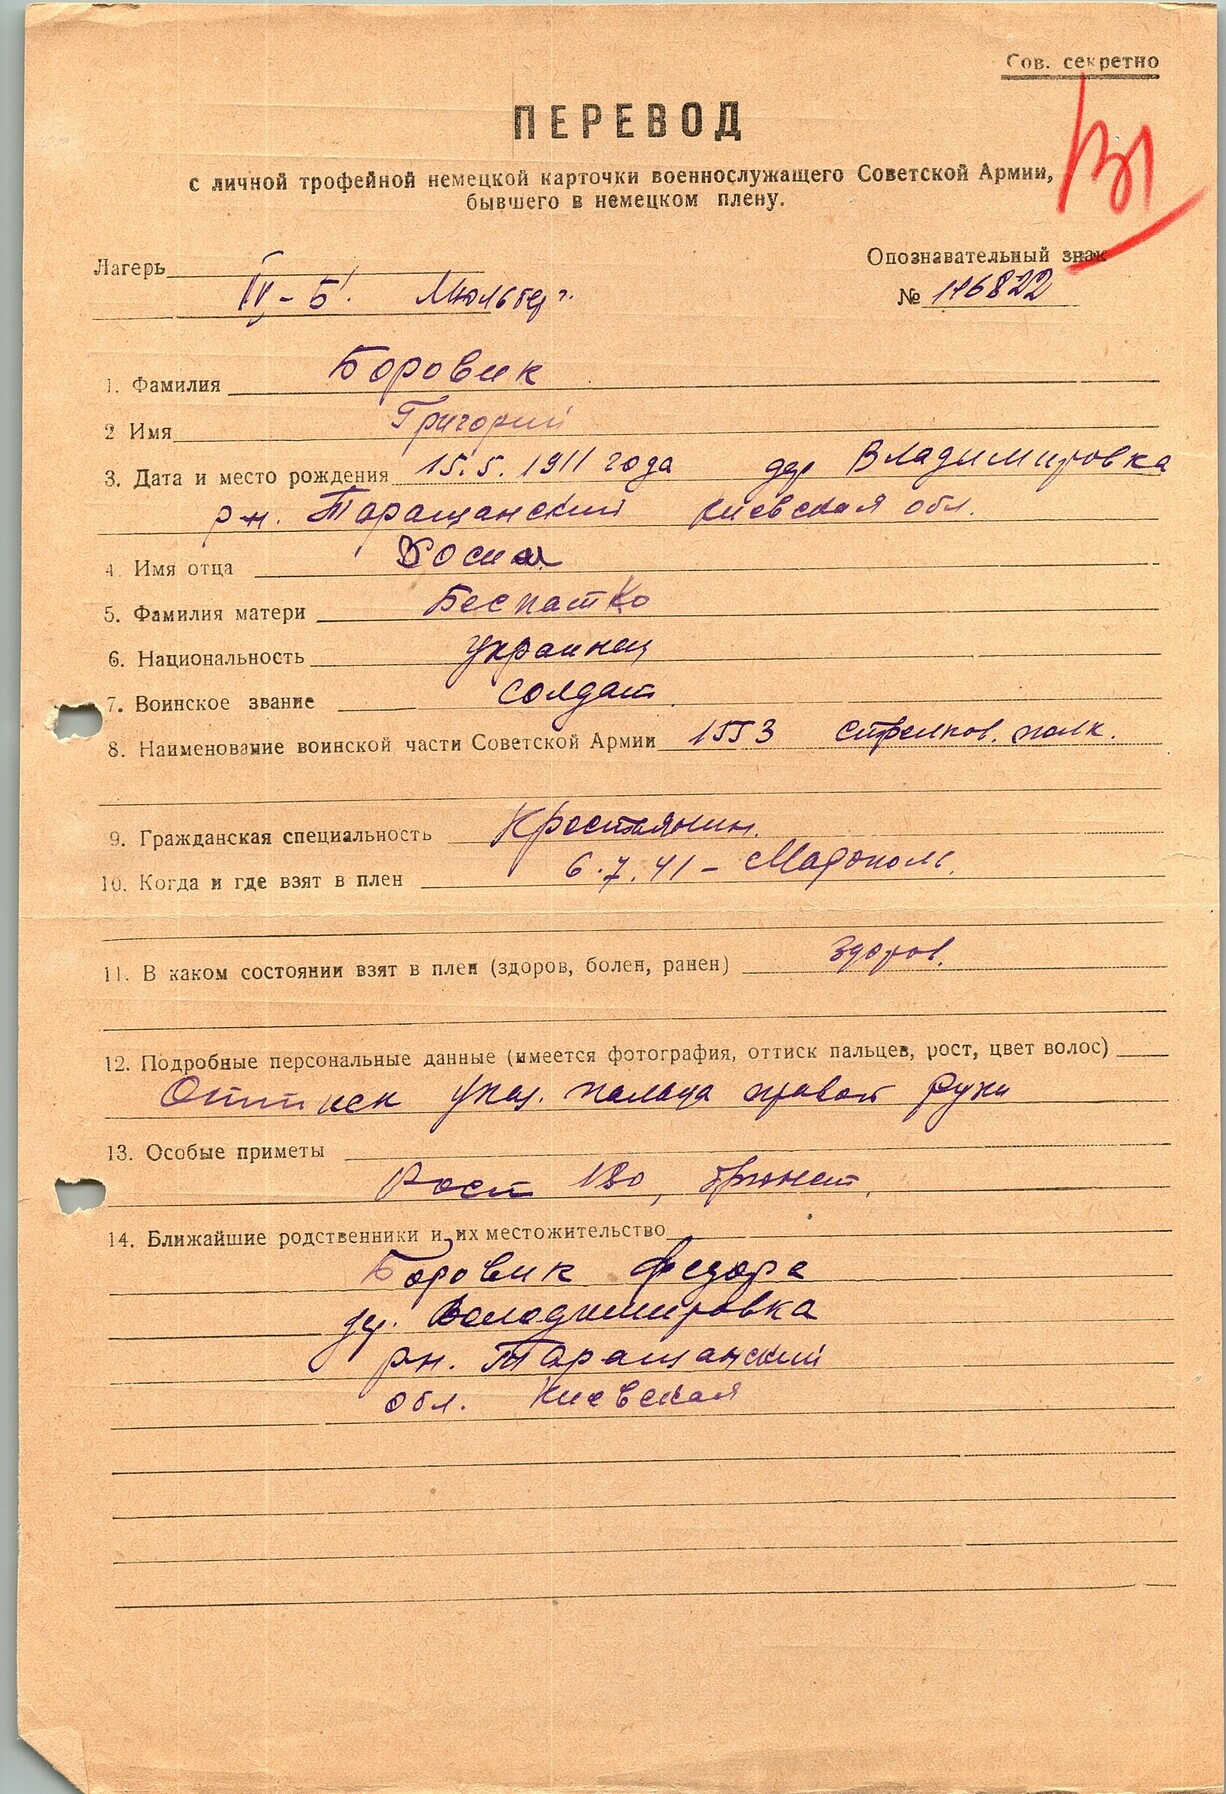 Сов. секретно
ПЕРЕВОД
с личной трофейной немецкой карточки военнослужащего Советской Армии,
бывшего в немецком плену.
Лагерь
Опознавательный знак
IV-Б. Мюльберг.
№ 116822
1. Фамилия Боровик
2 Имя Григорий
3. Дата и место рождения 15.5.1911 года дер Владимировка
рн. Таращанский Киевская обл.
4. Имя отца
5. Фамилия матери Беспатко
6. Национальность украинец
7. Воинское звание солдат
8. Наименование воинской части Советской Армии 1553 стрелков. полк.
9. Гражданская специальность Крестьянин.
10. Когда и где взят в плен 6.7.41 -
11. В каком состоянии взят в плен (здоров, болен, ранен) здоров.
12. Подробные персональные данные (имеется фотография, оттиск пальцев, рост, цвет волос)
Оттиск указ. пальца правой руки
13. Особые приметы
Рост 180, брюнет.
14. Ближайшие родственники и их местожительство
Боровик Федора
Володимировка
рн. Таращанский
обл. Киевская